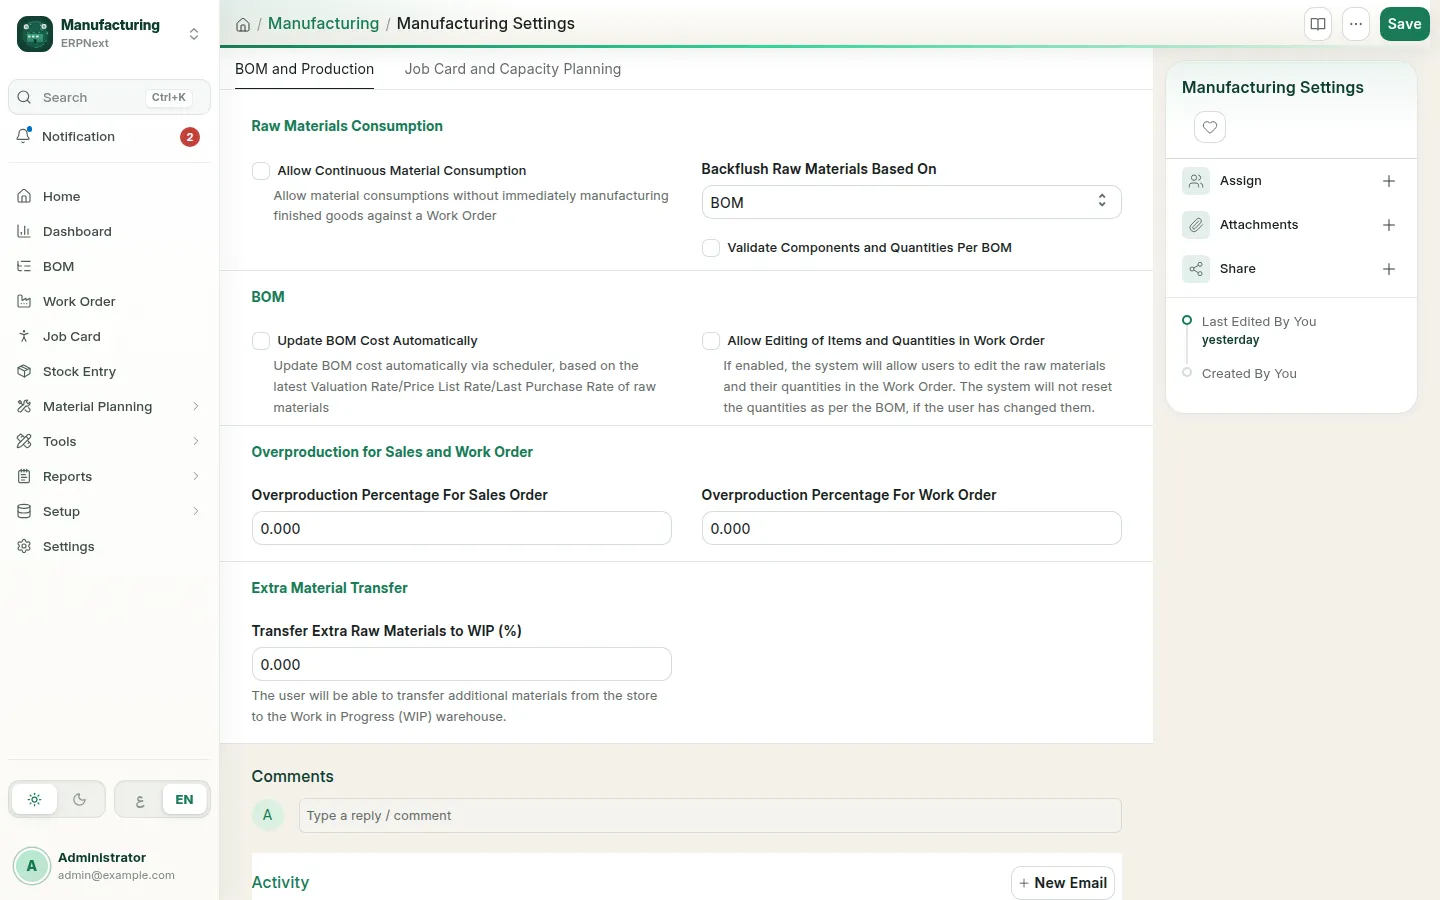 Manufacturing
ERPNext
Search
Ctrl+K
Notification
2
Home
Dashboard
BOM
Work Order
Job Card
Stock Entry
Material Planning
Tools
Reports
Setup
Settings
ع
EN
A
Administrator
admin@example.com
/ Manufacturing / Manufacturing Settings
Save
BOM and Production
Job Card and Capacity Planning
Raw Materials Consumption
Allow Continuous Material Consumption
Allow material consumptions without immediately manufacturing
finished goods against a Work Order
Backflush Raw Materials Based On
BOM
Validate Components and Quantities Per BOM
BOM
Update BOM Cost Automatically
Update BOM cost automatically via scheduler, based on the
latest Valuation Rate/Price List Rate/Last Purchase Rate of raw
materials
Allow Editing of Items and Quantities in Work Order
If enabled, the system will allow users to edit the raw materials
and their quantities in the Work Order. The system will not reset
the quantities as per the BOM, if the user has changed them.
Overproduction for Sales and Work Order
Overproduction Percentage For Sales Order
0.000
Overproduction Percentage For Work Order
0.000
Extra Material Transfer
Transfer Extra Raw Materials to WIP (%)
0.000
The user will be able to transfer additional materials from the store
to the Work in Progress (WIP) warehouse.
Comments
A
Type a reply / comment
Activity
New Email
Manufacturing Settings
Assign
Attachments
Share
Last Edited By You
yesterday
Created By You